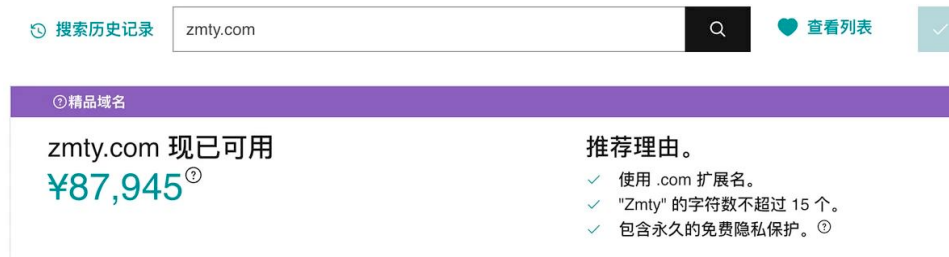 搜索历史记录
zmty.com
查看列表
精品域名
zmty.com 现已可用
¥87,945
推荐理由。
使用 .com 扩展名。
"Zmty" 的字符数不超过 15 个。
包含永久的免费隐私保护。